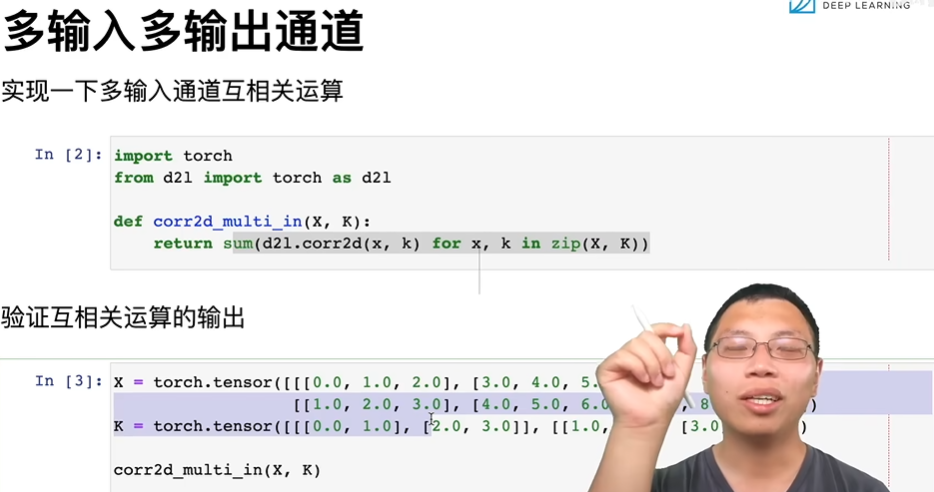 DEEP LEARNING
多输入多输出通道
实现一下多输入通道互相关运算
In [2]: import torch
from d2l import torch as d2l
def corr2d_multi_in(X, K):
return sum(d2l.corr2d(x, k) for x, k in zip(X, K))
验证互相关运算的输出
In [3]: X = torch.tensor([[[0.0, 1.0, 2.0], [3.0, 4.0, 5.
[[1.0, 2.0, 3.0], [4.0, 5.0, 6.0 , 8 )
K = torch.tensor([[[0.0, 1.0], [2.0, 3.0]], [[1.0, [3.0 )
corr2d_multi_in(X, K)